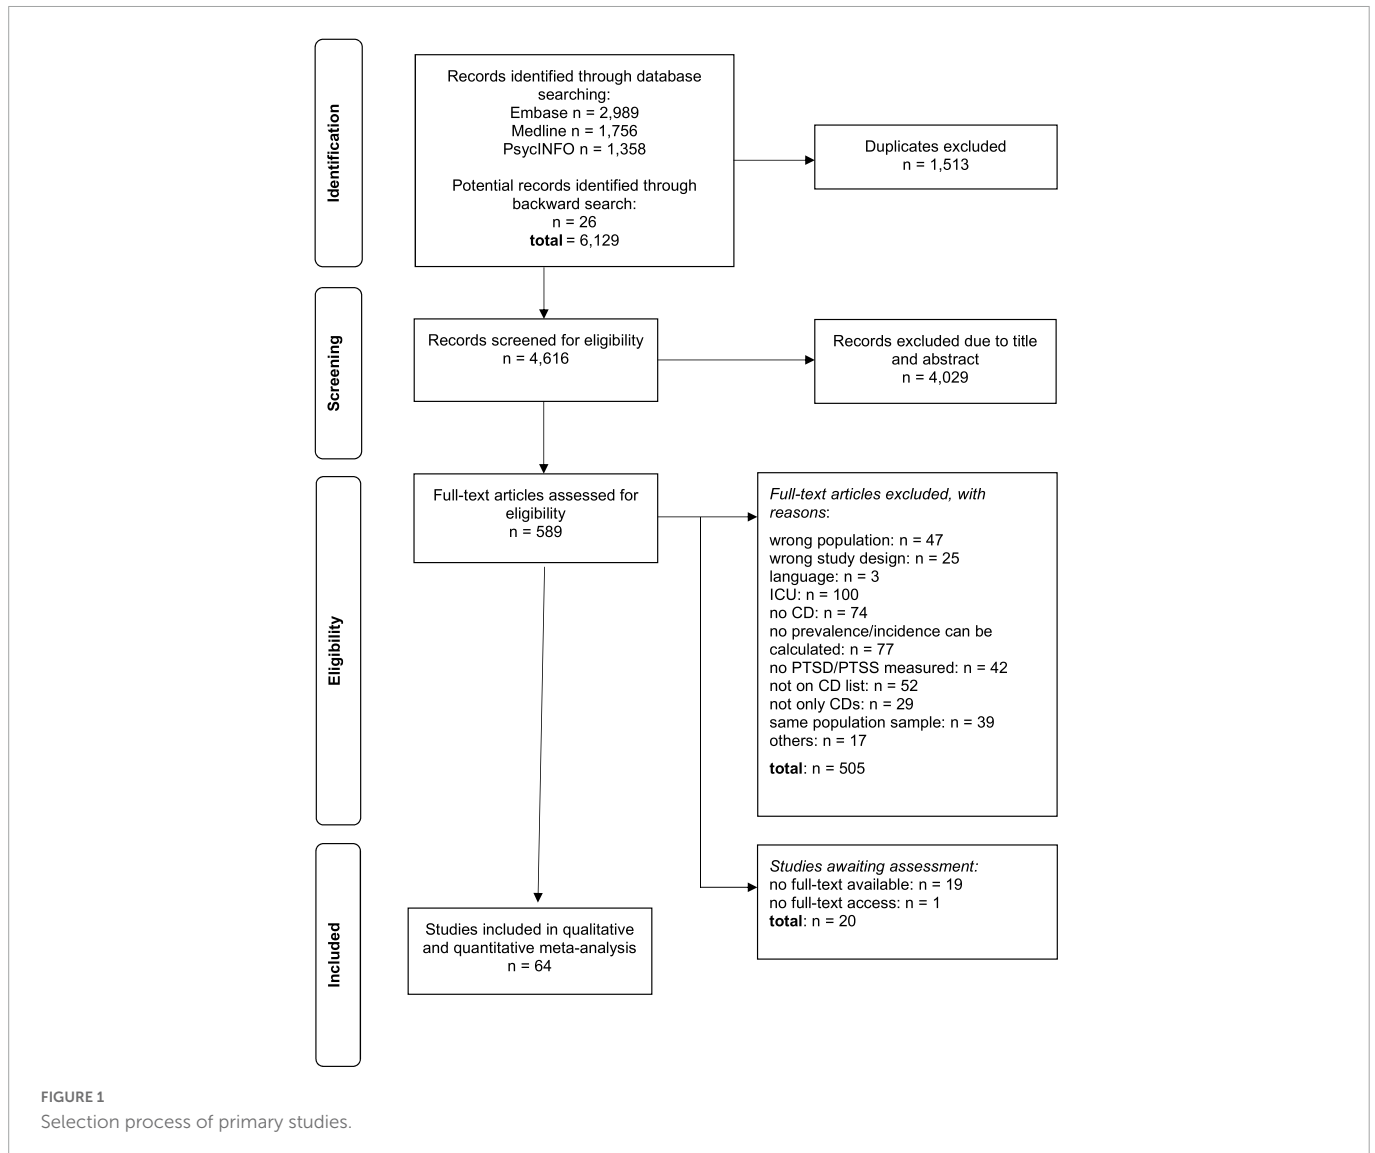 Identification
Records identified through database
searching:
Embase n = 2,989
Medline n = 1,756
PsycINFO n = 1,358
Potential records identified through
backward search:
n = 26
total = 6,129
Duplicates excluded
n = 1,513
Screening
Records screened for eligibility
n = 4,616
Records excluded due to title
and abstract
n = 4,029
Eligibility
Full-text articles assessed for
eligibility
n = 589
Full-text articles excluded, with
reasons:
wrong population: n = 47
wrong study design: n = 25
language: n = 3
ICU: n = 100
no CD: n = 74
no prevalence/incidence can be
calculated: n = 77
no PTSD/PTSS measured: n = 42
not on CD list: n = 52
not only CDs: n = 29
same population sample: n = 39
others: n = 17
total: n = 505
Included
Studies included in qualitative
and quantitative meta-analysis
n = 64
Studies awaiting assessment:
no full-text available: n = 19
no full-text access: n = 1
total: n = 20
FIGURE 1
Selection process of primary studies.